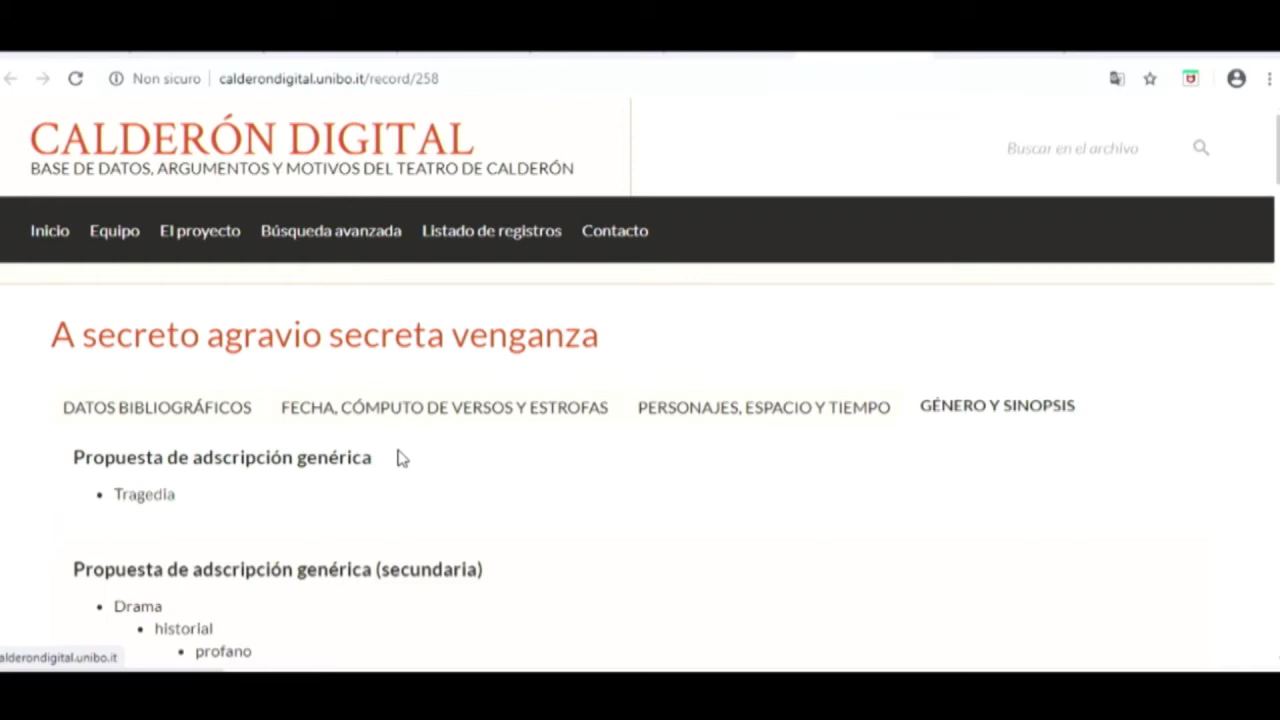 Non sicuro calderondigital.unibo.it/record/258
CALDERÓN DIGITAL
BASE DE DATOS, ARGUMENTOS Y MOTIVOS DEL TEATRO DE CALDERÓN
Buscar en el archivo
Inicio Equipo El proyecto Búsqueda avanzada Listado de registros Contacto
A secreto agravio secreta venganza
DATOS BIBLIOGRÁFICOS FECHA, CÓMPUTO DE VERSOS Y ESTROFAS PERSONAJES, ESPACIO Y TIEMPO GÉNERO Y SINOPSIS
Propuesta de adscripción genérica
• Tragedia
Propuesta de adscripción genérica (secundaria)
• Drama
• historial
• profano
alderondigital.unibo.it